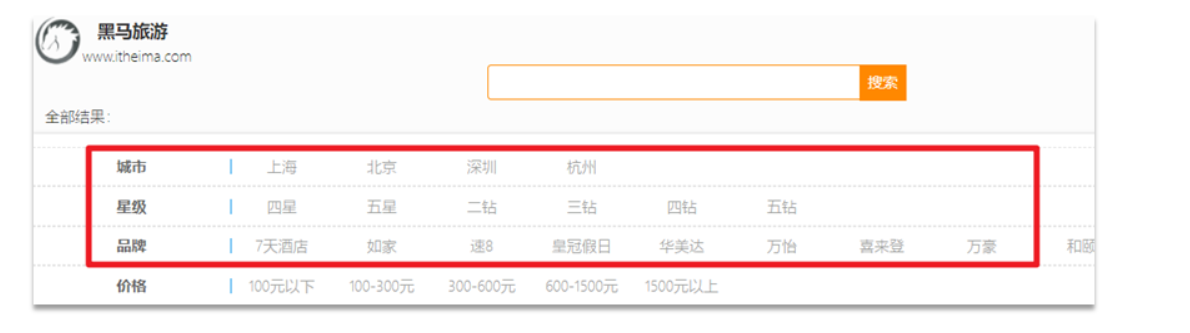 黑马旅游
www.itheima.com
搜索
全部结果:
城市 | 上海 北京 深圳 杭州
星级 | 四星 五星 二钻 三钻 四钻 五钻
品牌 | 7天酒店 如家 速8 皇冠假日 华美达 万怡 喜来登 万豪 和颐
价格 | 100元以下 100-300元 300-600元 600-1500元 1500元以上